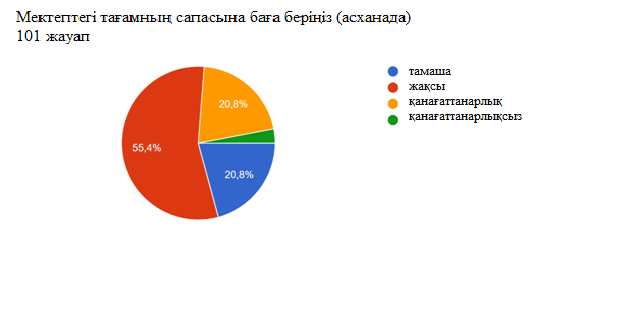 Мектептегі тағамның сапасына баға беріңіз (асханада)
101 жауап
тамаша
жақсы
қанағаттанарлық
қанағаттанарлықсыз
20,8%
55,4%
20,8%